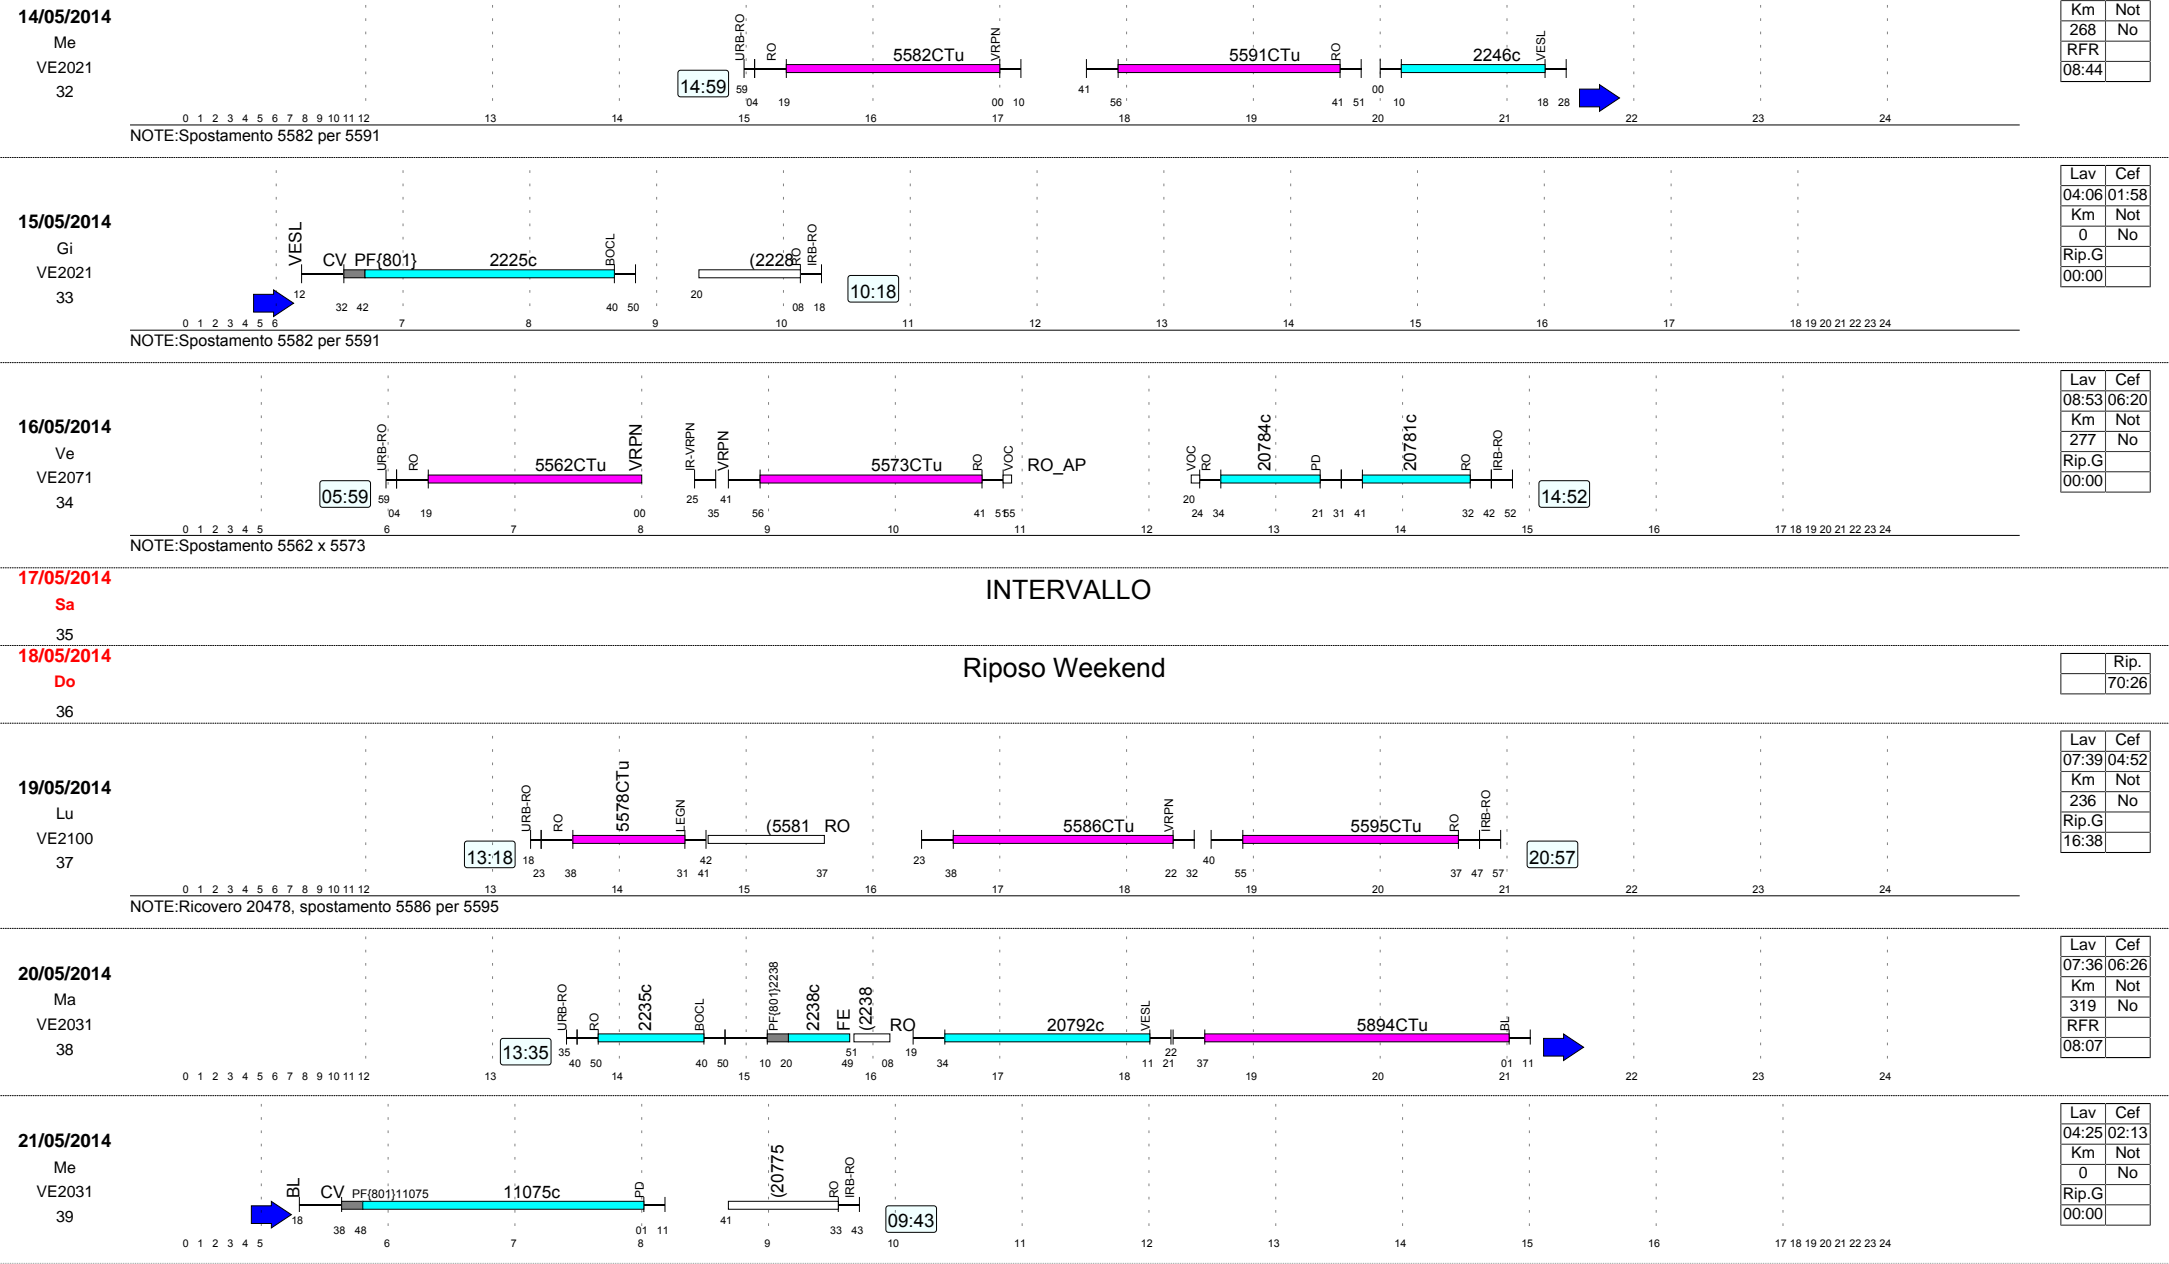 14/05/2014
Me
VE2021
32
14:59
URB-RO RO 5582CTu VRPN 5591CTu RO 2246c VESL
59 04 19 00 10 41 56 41 51 00 10 18 28
0 1 2 3 4 5 6 7 8 9 10 11 12 13 14 15 16 17 18 19 20 21 22 23 24
NOTE:Spostamento 5582 per 5591
Km Not
268 No
RFR
08:44
15/05/2014
Gi
VE2021
33
VESL CV PF{801} 2225c BOCL (2228 RO IRB-RO
12 32 42 40 50 20 08 18
10:18
0 1 2 3 4 5 6 7 8 9 10 11 12 13 14 15 16 17 18 19 20 21 22 23 24
NOTE:Spostamento 5582 per 5591
Lav Cef
04:06 01:58
Km Not
0 No
Rip.G
00:00
16/05/2014
Ve
VE2071
34
05:59
URB-RO RO 5562CTu VRPN IR-VRPN VRPN 5573CTu RO VOC RO_AP VOC RO 20784c PD 20781c RO IRB-RO
59 04 19 00 25 35 41 56 41 51 55 20 24 34 21 31 41 32 42 52
14:52
0 1 2 3 4 5 6 7 8 9 10 11 12 13 14 15 16 17 18 19 20 21 22 23 24
NOTE:Spostamento 5562 x 5573
Lav Cef
08:53 06:20
Km Not
277 No
Rip.G
00:00
17/05/2014
Sa
35
INTERVALLO
18/05/2014
Do
36
Riposo Weekend
Rip.
70:26
19/05/2014
Lu
VE2100
37
13:18
URB-RO RO 5578CTu LEGN (5581 RO 5586CTu VRPN 5595CTu RO IRB-RO
18 23 38 31 41 42 37 23 38 22 32 40 55 37 47 57
20:57
0 1 2 3 4 5 6 7 8 9 10 11 12 13 14 15 16 17 18 19 20 21 22 23 24
NOTE:Ricovero 20478, spostamento 5586 per 5595
Lav Cef
07:39 04:52
Km Not
236 No
Rip.G
16:38
20/05/2014
Ma
VE2031
38
13:35
URB-RO RO 2235c BOCL PF{801}2238 2238c FE (2238 RO 20792c VESL 5894CTu BL
35 40 50 40 50 10 20 49 51 08 19 34 11 21 22 37 01 11
0 1 2 3 4 5 6 7 8 9 10 11 12 13 14 15 16 17 18 19 20 21 22 23 24
Lav Cef
07:36 06:26
Km Not
319 No
RFR
08:07
21/05/2014
Me
VE2031
39
BL CV PF{801}11075 11075c PD (20775 RO IRB-RO
18 38 48 01 11 41 33 43
09:43
0 1 2 3 4 5 6 7 8 9 10 11 12 13 14 15 16 17 18 19 20 21 22 23 24
Lav Cef
04:25 02:13
Km Not
0 No
Rip.G
00:00